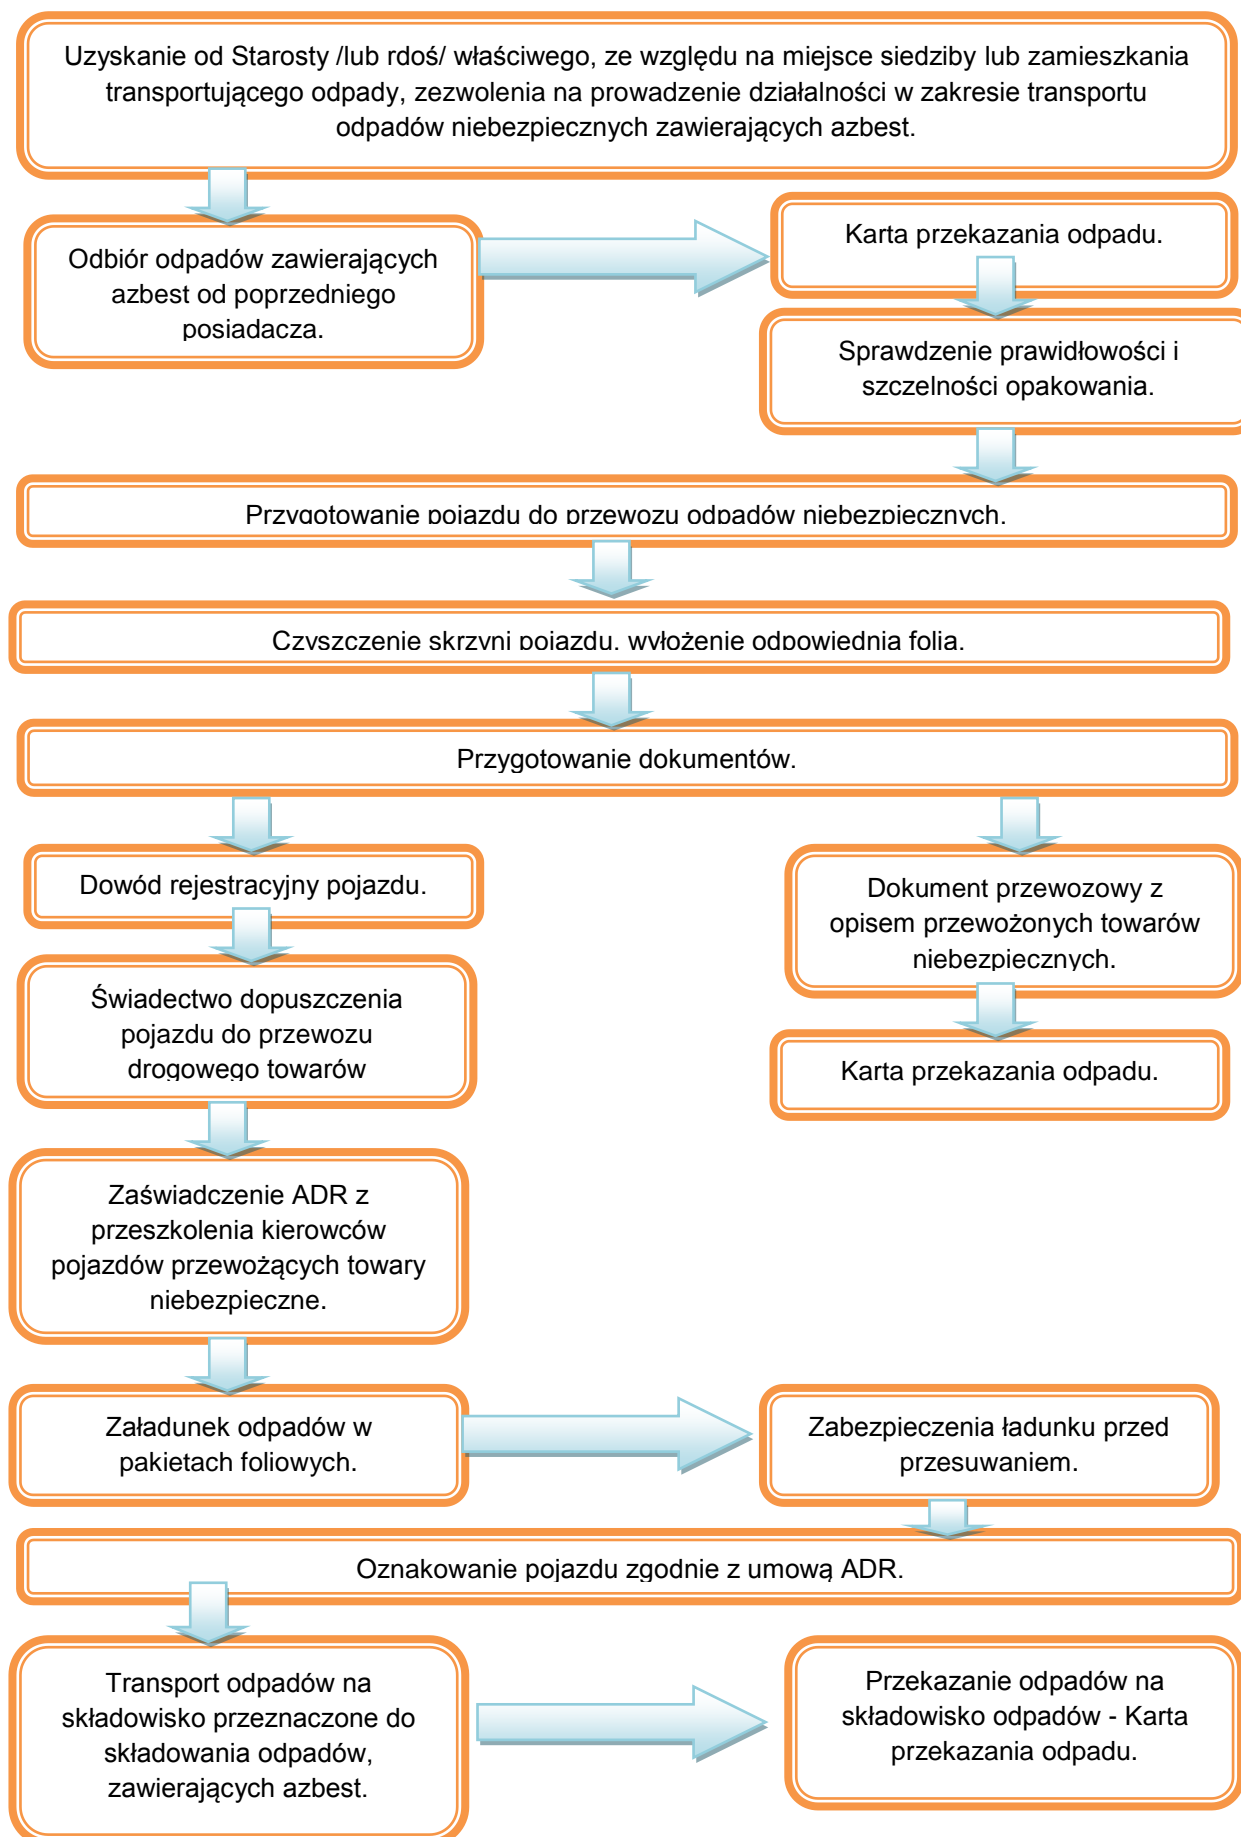 Uzyskanie od Starosty /lub rdoś/ właściwego, ze względu na miejsce siedziby lub zamieszkania
transportującego odpady, zezwolenia na prowadzenie działalności w zakresie transportu
odpadów niebezpiecznych zawierających azbest.
Odbiór odpadów zawierających
azbest od poprzedniego
posiadacza.
Karta przekazania odpadu.
Sprawdzenie prawidłowości i
szczelności opakowania.
Przygotowanie pojazdu do przewozu odpadów niebezpiecznych.
Czyszczenie skrzyni pojazdu, wyłożenie odpowiednią folią.
Przygotowanie dokumentów.
Dowód rejestracyjny pojazdu.
Świadectwo dopuszczenia
pojazdu do przewozu
drogowego towarów
Zaświadczenie ADR z
przeszkolenia kierowców
pojazdów przewożących towary
niebezpieczne.
Dokument przewozowy z
opisem przewożonych towarów
niebezpiecznych.
Karta przekazania odpadu.
Załadunek odpadów w
pakietach foliowych.
Zabezpieczenia ładunku przed
przesuwaniem.
Oznakowanie pojazdu zgodnie z umową ADR.
Transport odpadów na
składowisko przeznaczone do
składowania odpadów,
zawierających azbest.
Przekazanie odpadów na
składowisko odpadów - Karta
przekazania odpadu.